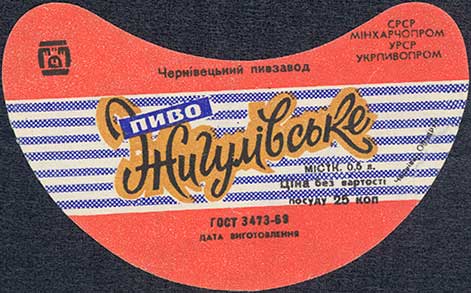 СРСР
МІНХАРЧОПРОМ
УРСР
УКРПИВОПРОМ
Ч
Чернівецький пивзавод
ПИВО
Жигулівське
МІСТК. 0,5 л.
Ціна без вартості
посуду 25 коп
ГОСТ 3473-69
ДАТА ВИГОТОВЛЕННЯ